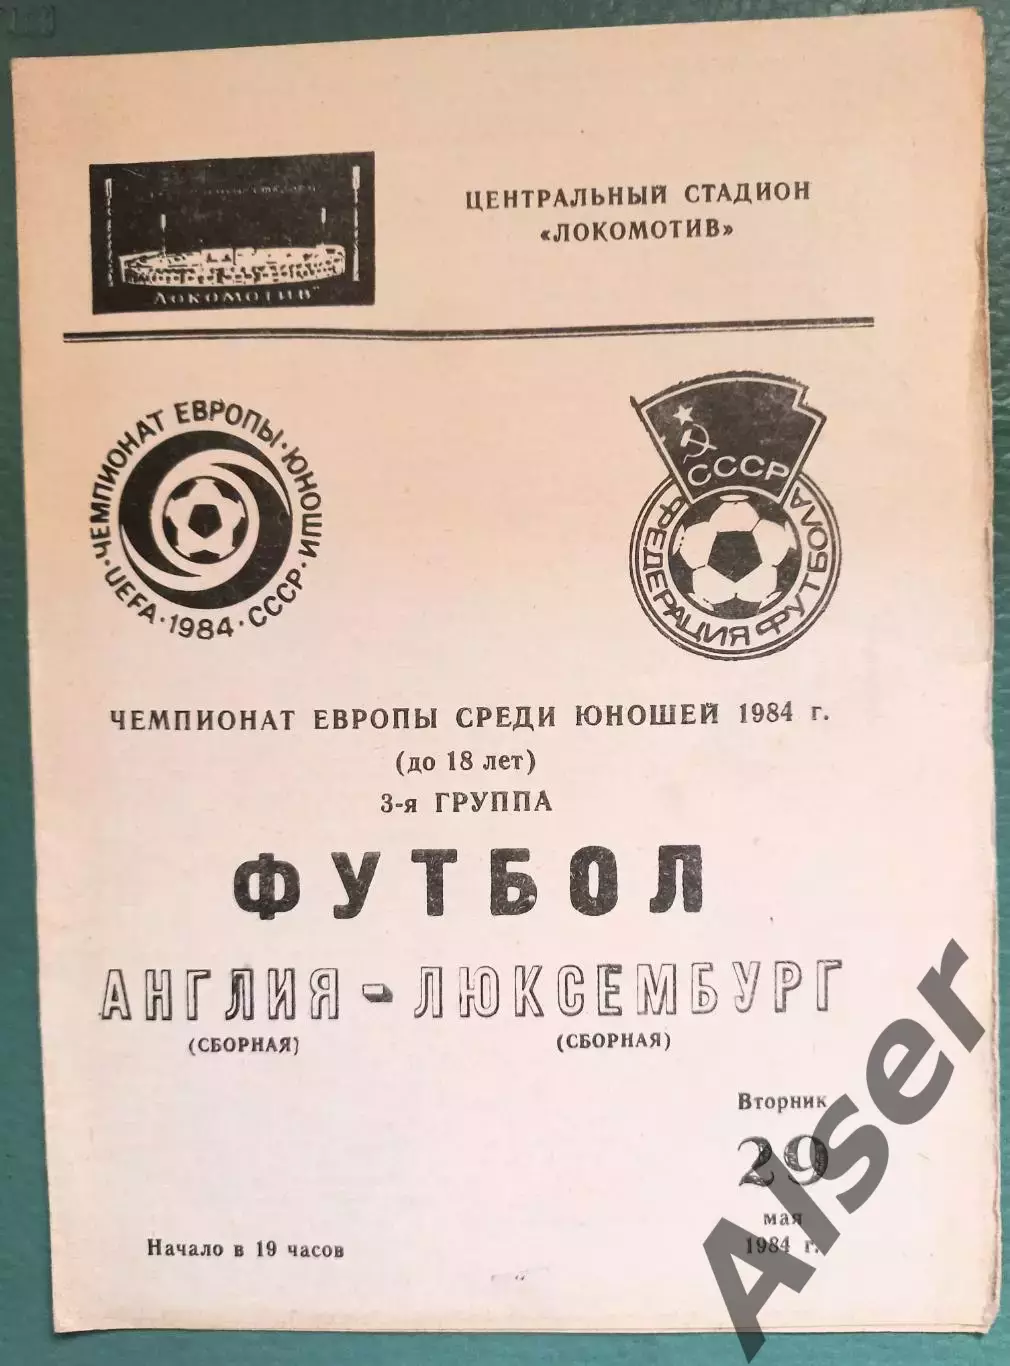 ЦЕНТРАЛЬНЫЙ СТАДИОН
«ЛОКОМОТИВ»
"ЛОКОМОТИВ"
ЧЕМПИОНАТ ЕВРОПЫ · ЮНОШИ · СССР · 1984 · UEFA ·
СССР
ФЕДЕРАЦИЯ ФУТБОЛА
ЧЕМПИОНАТ ЕВРОПЫ СРЕДИ ЮНОШЕЙ 1984 г.
(до 18 лет)
3-я ГРУППА
ФУТБОЛ
АНГЛИЯ - ЛЮКСЕМБУРГ
(СБОРНАЯ) (СБОРНАЯ)
Вторник
29
мая
1984 г.
Начало в 19 часов
Alser